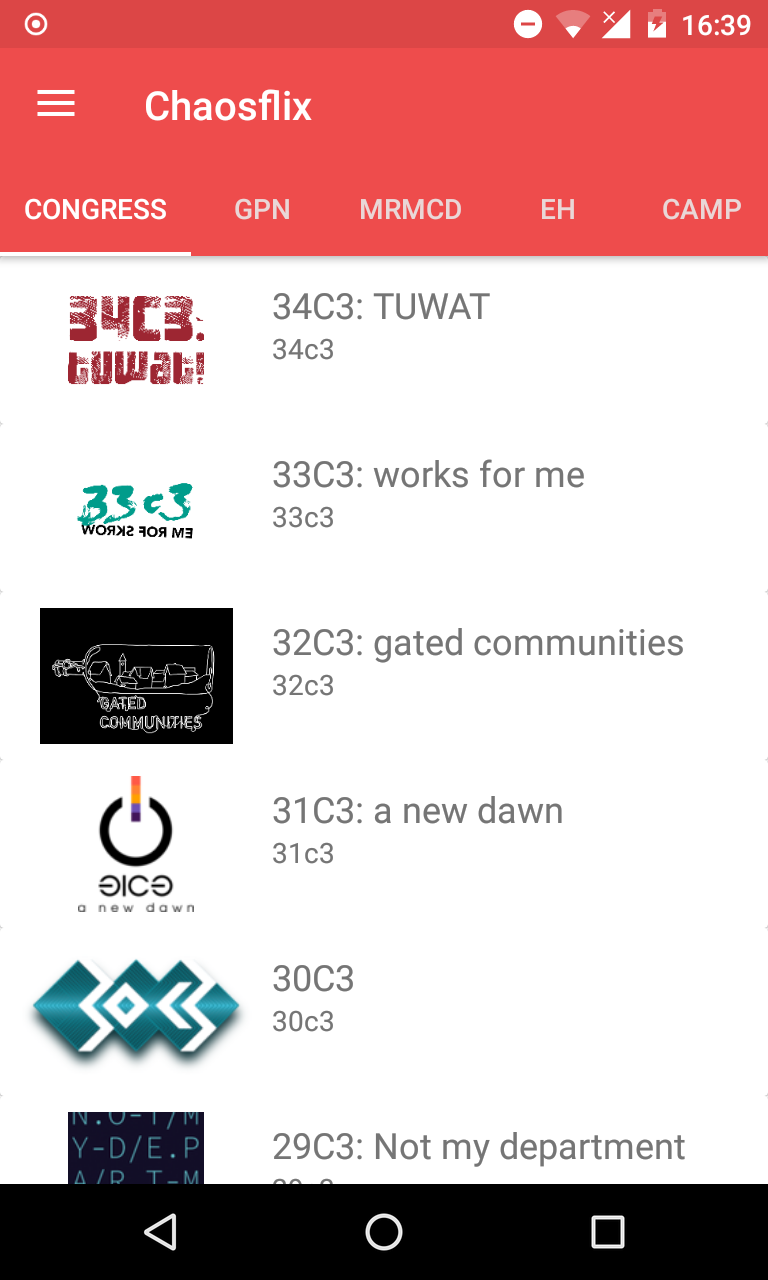 16:39
Chaosflix
CONGRESS GPN MRMCD EH CAMP
34C3:
tuwat!
34C3: TUWAT
34c3
33c3
WORKS FOR ME
33C3: works for me
33c3
GATED
COMMUNITIES
32C3: gated communities
32c3
31C3
a new dawn
31C3: a new dawn
31c3
30C3
30C3
30c3
N.O-T/M
Y-D/E.P
A/R.T-M
29C3: Not my department